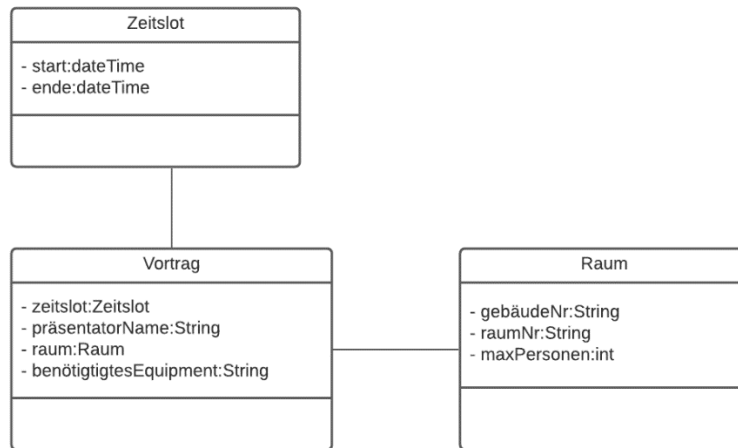 Zeitslot
- start:dateTime
- ende:dateTime
Vortrag
- zeitslot:Zeitslot
- präsentatorName:String
- raum:Raum
- benötigtigtesEquipment:String
Raum
- gebäudeNr:String
- raumNr:String
- maxPersonen:int